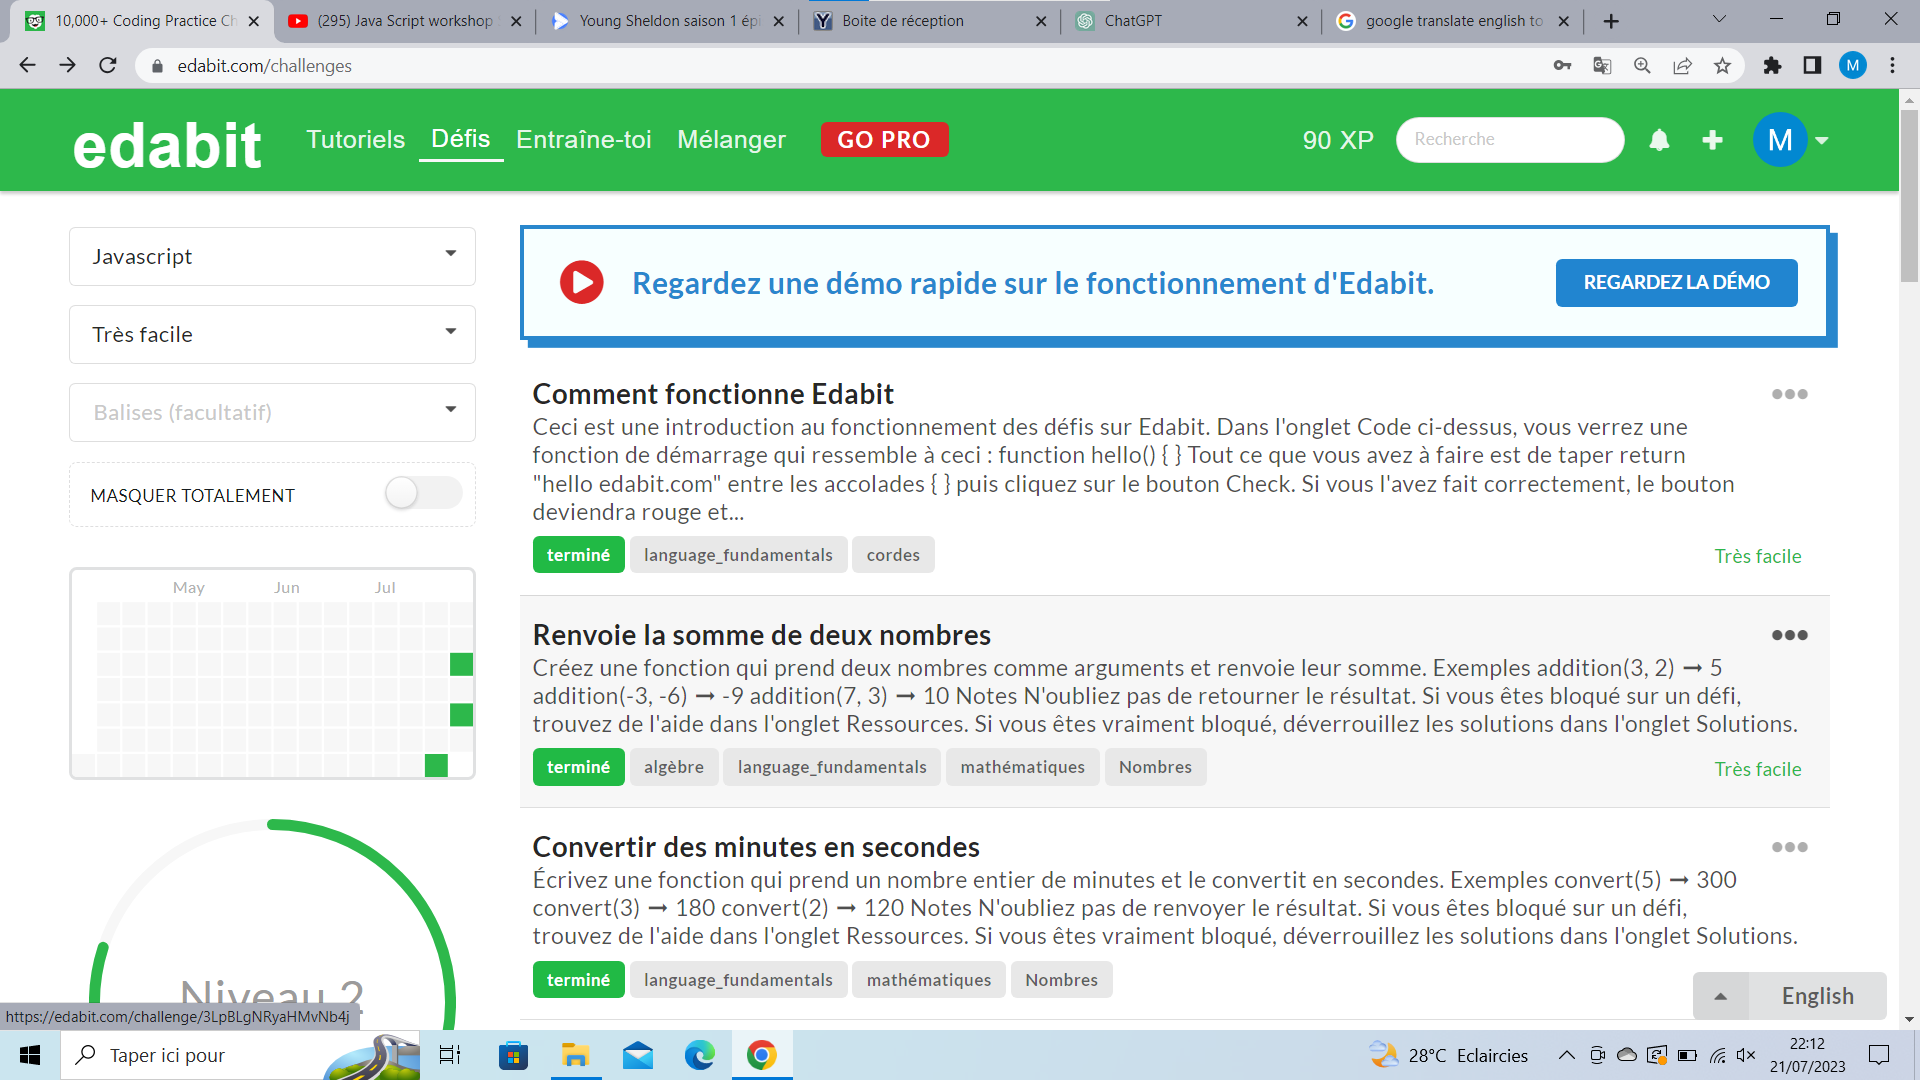 10,000+ Coding Practice Ch
(295) Java Script workshop
Young Sheldon saison 1 épi
Boite de réception
ChatGPT
google translate english to
edabit.com/challenges
M
edabit
Tutoriels
Défis
Entraîne-toi
Mélanger
GO PRO
90 XP
Recherche
M
Javascript
Très facile
Balises (facultatif)
MASQUER TOTALEMENT
May Jun Jul
Niveau 2
Regardez une démo rapide sur le fonctionnement d'Edabit.
REGARDEZ LA DÉMO
Comment fonctionne Edabit
Ceci est une introduction au fonctionnement des défis sur Edabit. Dans l'onglet Code ci-dessus, vous verrez une
fonction de démarrage qui ressemble à ceci : function hello() { } Tout ce que vous avez à faire est de taper return
"hello edabit.com" entre les accolades { } puis cliquez sur le bouton Check. Si vous l'avez fait correctement, le bouton
deviendra rouge et...
terminé language_fundamentals cordes
Très facile
Renvoie la somme de deux nombres
Créez une fonction qui prend deux nombres comme arguments et renvoie leur somme. Exemples addition(3, 2) ➞ 5
addition(-3, -6) ➞ -9 addition(7, 3) ➞ 10 Notes N'oubliez pas de retourner le résultat. Si vous êtes bloqué sur un défi,
trouvez de l'aide dans l'onglet Ressources. Si vous êtes vraiment bloqué, déverrouillez les solutions dans l'onglet Solutions.
terminé algèbre language_fundamentals mathématiques Nombres
Très facile
Convertir des minutes en secondes
Écrivez une fonction qui prend un nombre entier de minutes et le convertit en secondes. Exemples convert(5) ➞ 300
convert(3) ➞ 180 convert(2) ➞ 120 Notes N'oubliez pas de renvoyer le résultat. Si vous êtes bloqué sur un défi,
trouvez de l'aide dans l'onglet Ressources. Si vous êtes vraiment bloqué, déverrouillez les solutions dans l'onglet Solutions.
terminé language_fundamentals mathématiques Nombres
English
https://edabit.com/challenge/3LpBLgNRyaHMvNb4j
Taper ici pour
28°C Eclaircies
22:12
21/07/2023